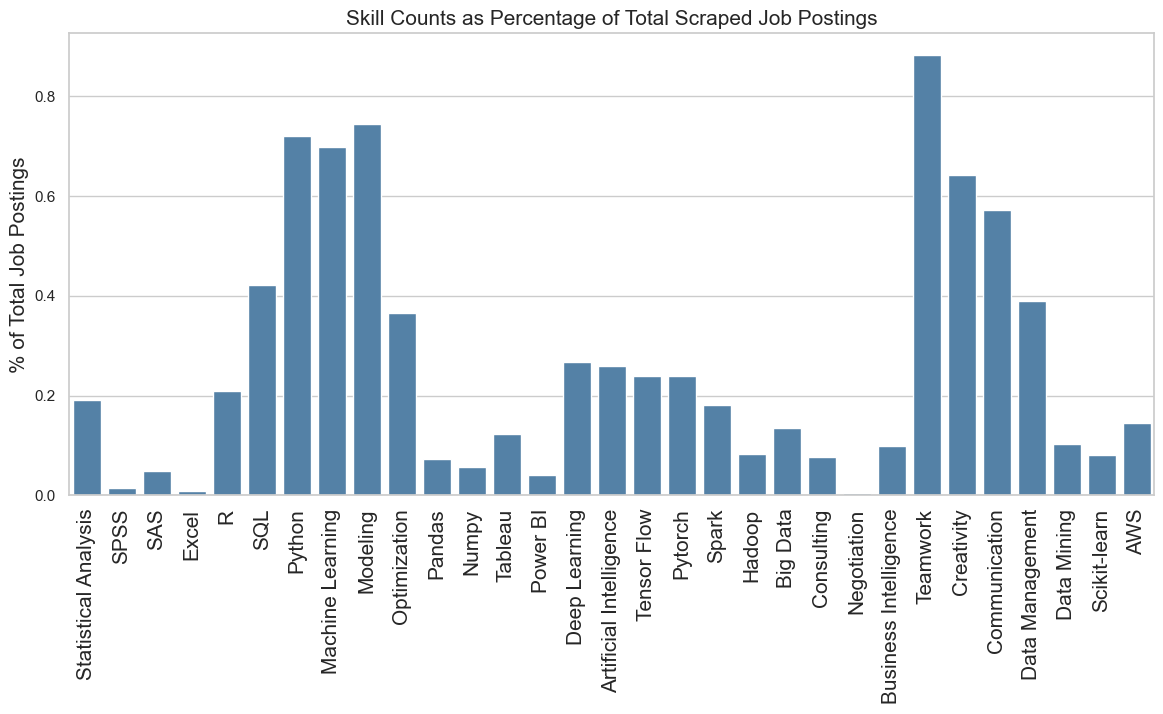 Skill Counts as Percentage of Total Scraped Job Postings
% of Total Job Postings
0.8
0.6
0.4
0.2
0.0
Statistical Analysis
SPSS
SAS
Excel
R
SQL
Python
Machine Learning
Modeling
Optimization
Pandas
Numpy
Tableau
Power BI
Deep Learning
Artificial Intelligence
Tensor Flow
Pytorch
Spark
Hadoop
Big Data
Consulting
Negotiation
Business Intelligence
Teamwork
Creativity
Communication
Data Management
Data Mining
Scikit-learn
AWS